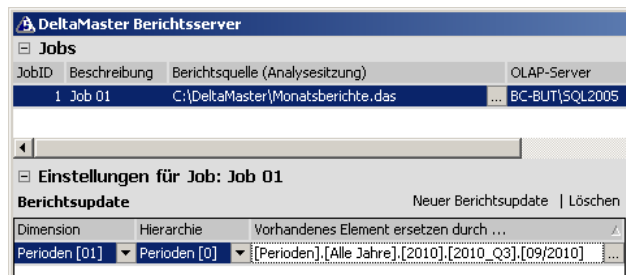 DeltaMaster Berichtsserver
Jobs
JobID Beschreibung Berichtsquelle (Analysesitzung) OLAP-Server
1 Job 01 C:\DeltaMaster\Monatsberichte.das ... BC-BUT\SQL2005
Einstellungen für Job: Job 01
Berichtsupdate Neuer Berichtsupdate | Löschen
Dimension Hierarchie Vorhandenes Element ersetzen durch ...
Perioden [01] Perioden [0] [Perioden].[Alle Jahre].[2010].[2010_Q3].[09/2010] ...